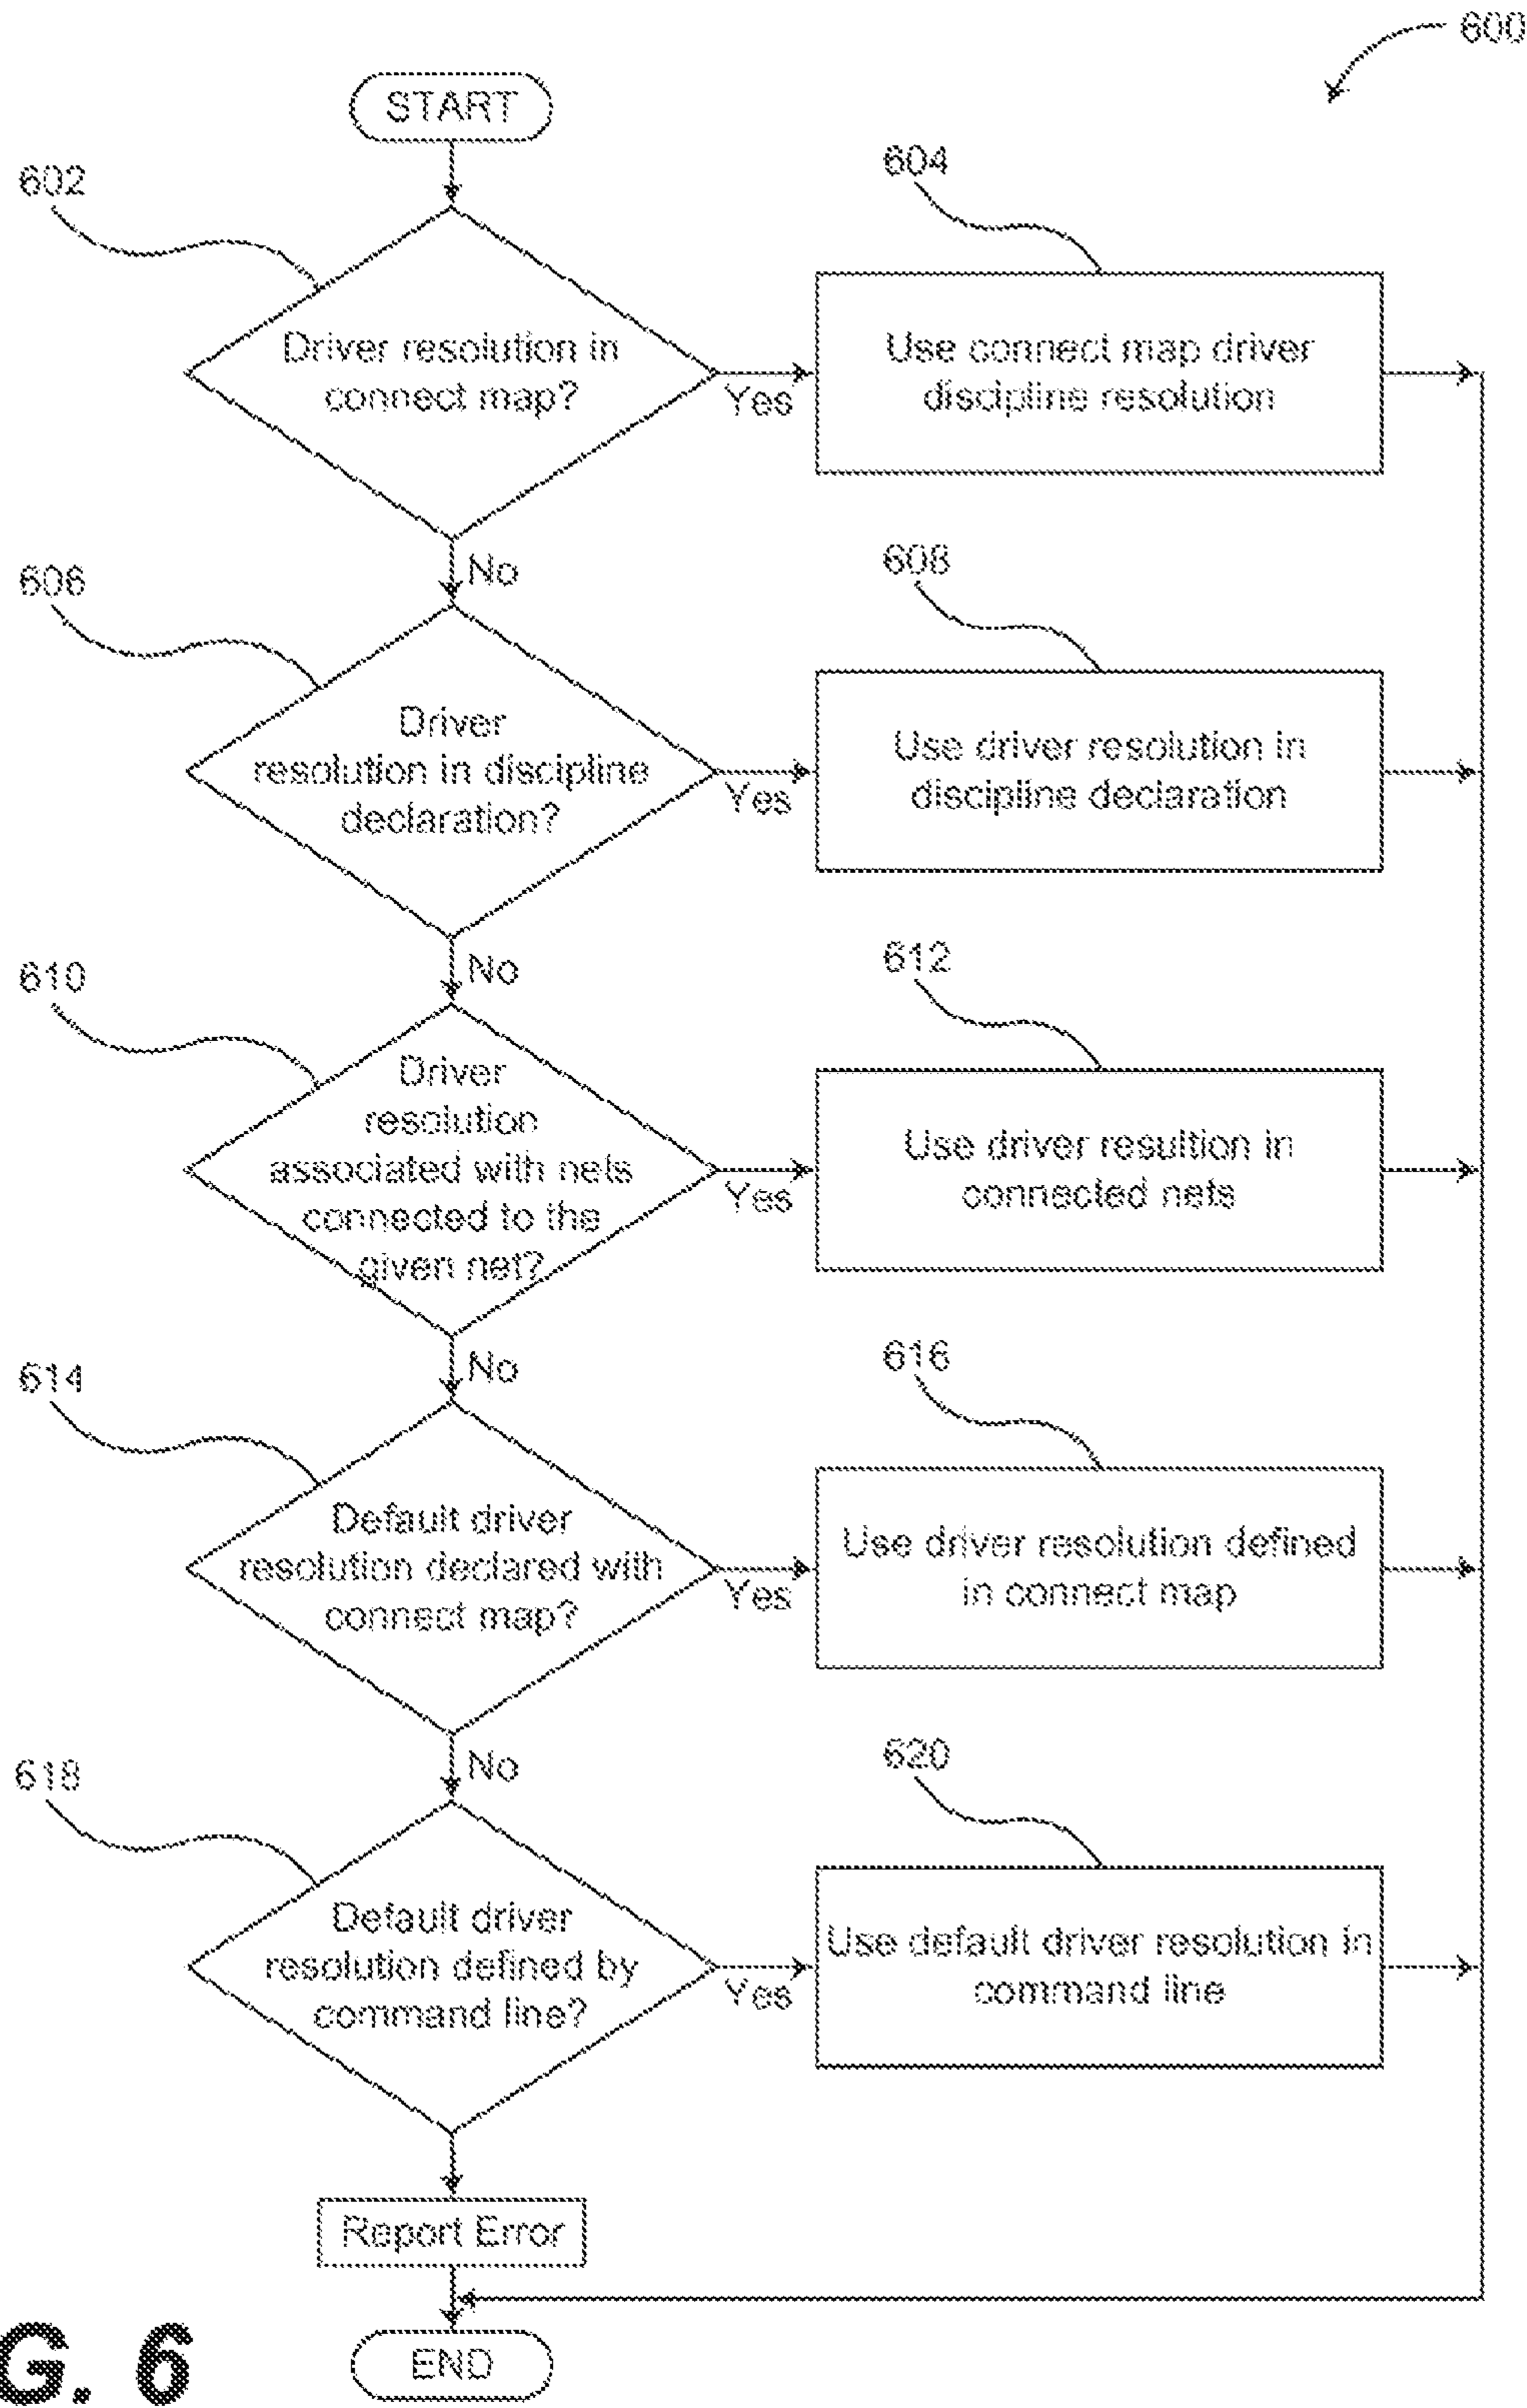 600
START
602
604
Driver resolution in
connect map?
Yes
Use connect map driver
discipline resolution
No
606
608
Driver
resolution in discipline
declaration?
Yes
Use driver resolution in
discipline declaration
No
610
612
Driver
resolution
associated with nets
connected to the
given net?
Yes
Use driver resultion in
connected nets
No
614
616
Default driver
resolution declared with
connect map?
Yes
Use driver resolution defined
in connect map
No
618
620
Default driver
resolution defined by
command line?
Yes
Use default driver resolution in
command line
Report Error
END
G. 6